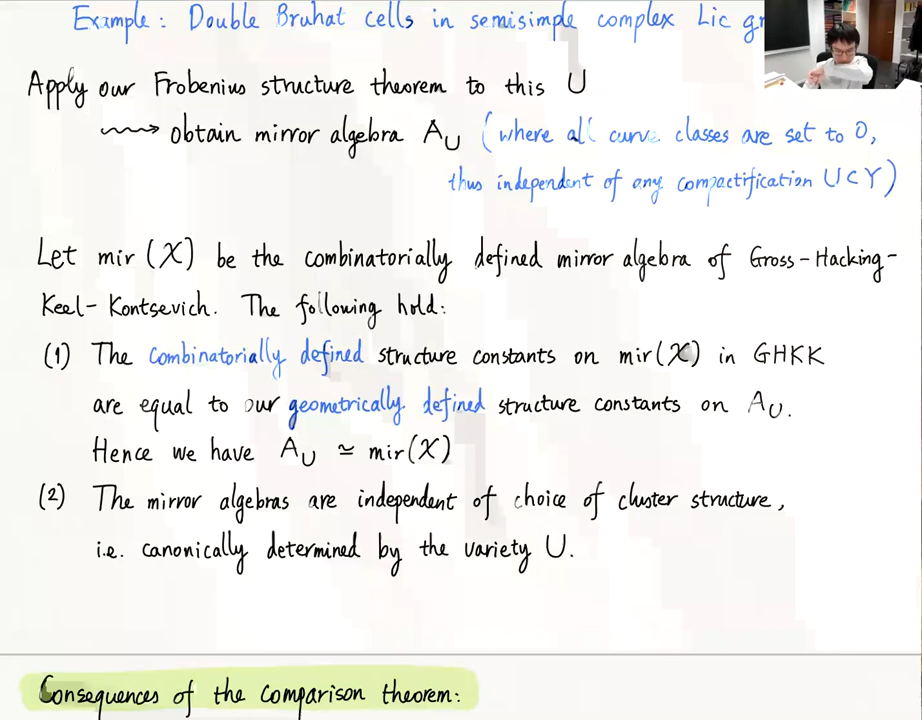 Example: Double Bruhat cells in semisimple complex Lie
Apply our Frobenius structure theorem to this U
⟿ obtain mirror algebra A_U (where all curve classes are set to 0,
thus independent of any compactification U⊂Y)
Let mir(X) be the combinatorially defined mirror algebra of Gross-Hacking-
Keel-Kontsevich. The following hold:
(1) The combinatorially defined structure constants on mir(X) in GHKK
are equal to our geometrically defined structure constants on A_U.
Hence we have A_U ≃ mir(X)
(2) The mirror algebras are independent of choice of cluster structure,
i.e. canonically determined by the variety U.
Consequences of the comparison theorem: